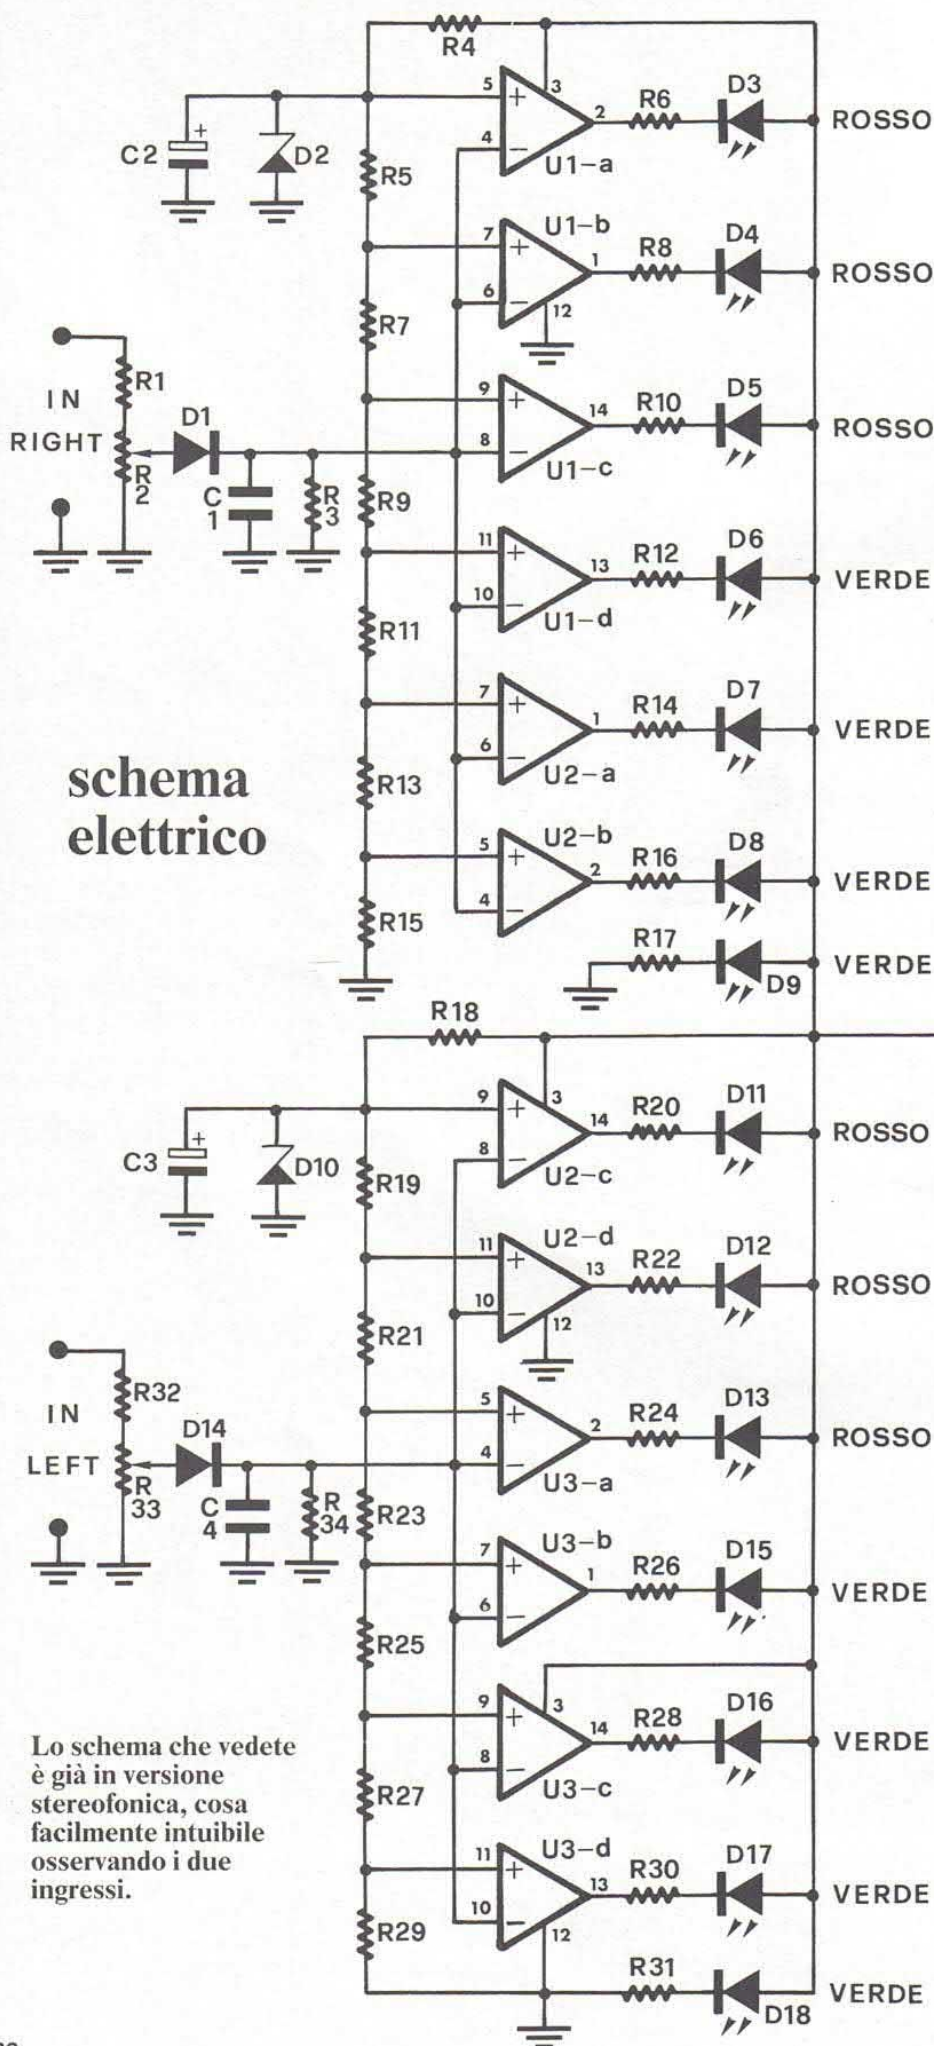 R4
5
+
3
2
R6
D3
ROSSO
4
−
U1-a
C2
+
D2
R5
U1-b
7
+
1
R8
D4
ROSSO
6
−
12
R7
R1
IN
RIGHT
R
2
D1
C
1
R
3
9
+
14
R10
D5
ROSSO
8
−
U1-c
R9
11
+
13
R12
D6
VERDE
10
−
U1-d
R11
7
+
1
R14
D7
VERDE
6
−
U2-a
schema
elettrico
R13
U2-b
5
+
2
R16
D8
VERDE
4
−
R15
R17
D9
VERDE
R18
9
+
3
14
R20
D11
ROSSO
8
−
U2-c
C3
+
D10
R19
U2-d
11
+
13
R22
D12
ROSSO
10
−
12
R21
R32
IN
LEFT
R
33
D14
C
4
R
34
5
+
2
R24
D13
ROSSO
4
−
U3-a
R23
U3-b
7
+
1
R26
D15
VERDE
6
−
R25
9
+
3
14
R28
D16
VERDE
8
−
U3-c
R27
Lo schema che vedete
è già in versione
stereofonica, cosa
facilmente intuibile
osservando i due
ingressi.
U3-d
11
+
13
R30
D17
VERDE
10
−
12
R29
R31
D18
VERDE